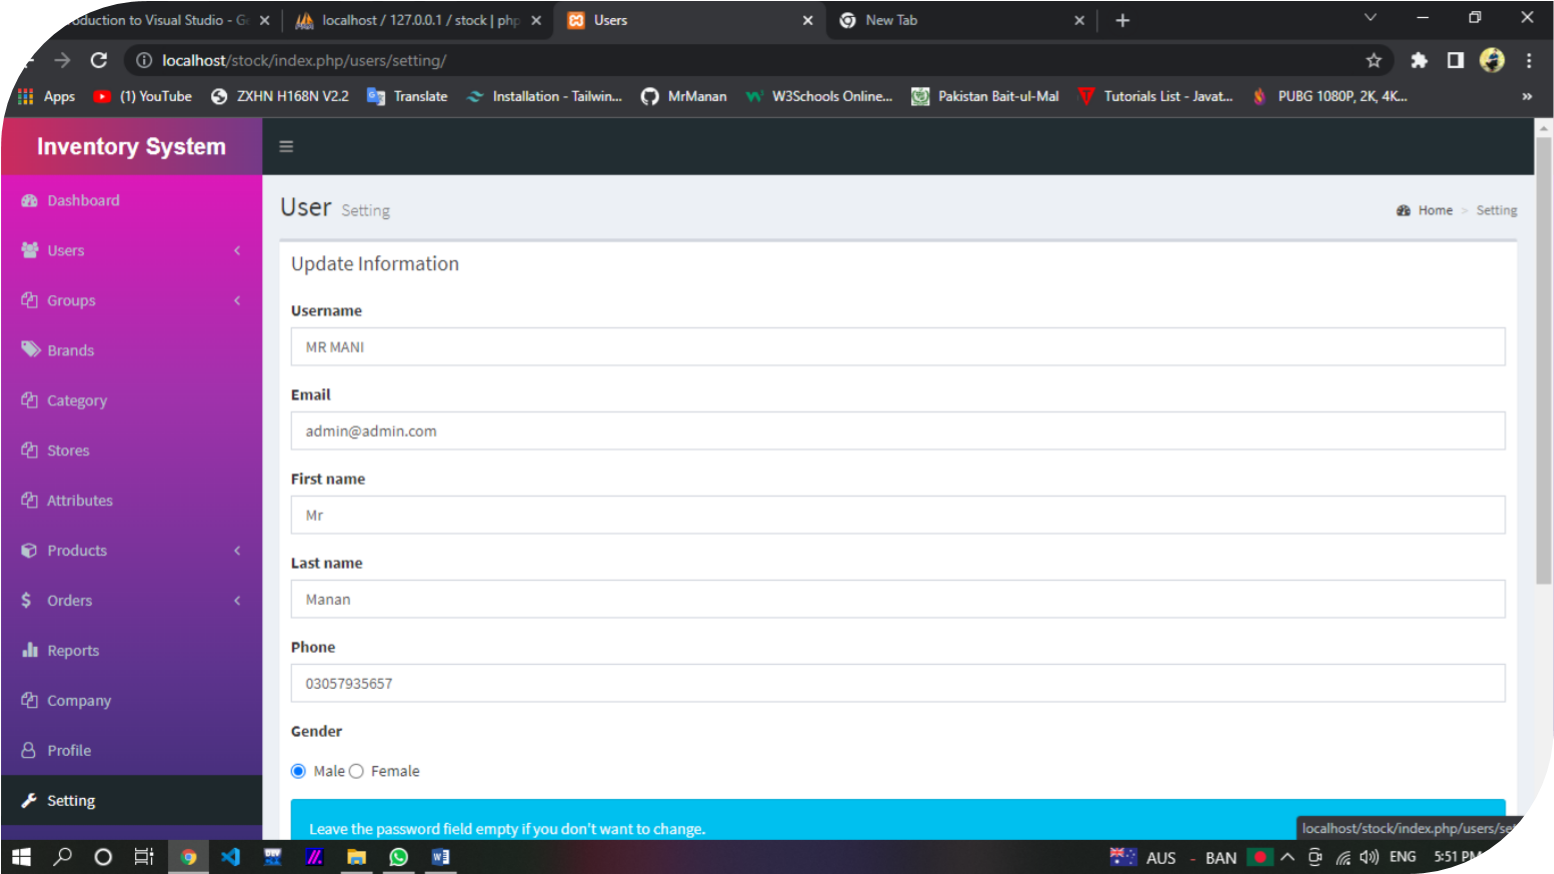 oduction to Visual Studio - G
localhost / 127.0.0.1 / stock | php
Users
New Tab
localhost/stock/index.php/users/setting/
Apps
(1) YouTube
ZXHN H168N V2.2
Translate
Installation - Tailwin...
MrManan
W3Schools Online...
Pakistan Bait-ul-Mal
Tutorials List - Javat...
PUBG 1080P, 2K, 4K...
»
Inventory System
Dashboard
Users
Groups
Brands
Category
Stores
Attributes
Products
Orders
Reports
Company
Profile
Setting
User Setting
Home > Setting
Update Information
Username
MR MANI
Email
admin@admin.com
First name
Mr
Last name
Manan
Phone
03057935657
Gender
Male
Female
Leave the password field empty if you don't want to change.
localhost/stock/index.php/users/se
AUS - BAN
ENG
5:51 PM